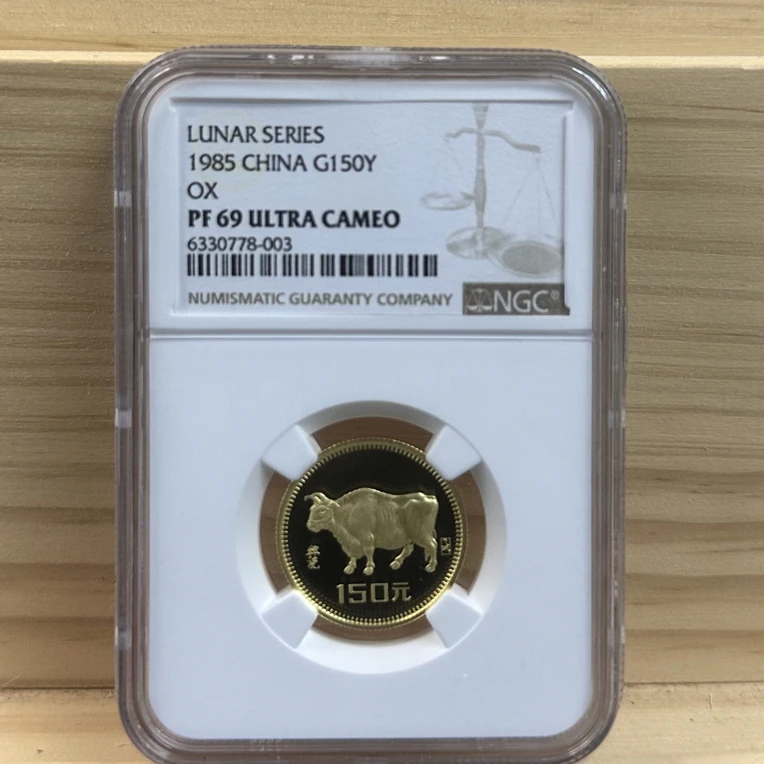 LUNAR SERIES
1985 CHINA G150Y
OX
PF 69 ULTRA CAMEO
6330778-003
NUMISMATIC GUARANTY COMPANY
NGC®
150元